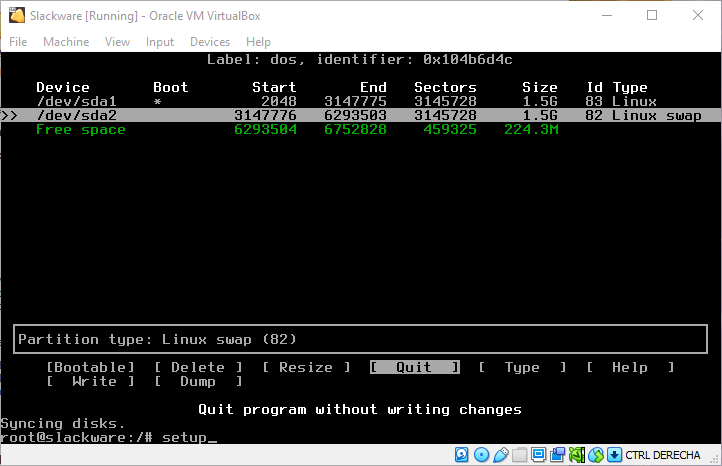 Slackware [Running] - Oracle VM VirtualBox
File Machine View Input Devices Help
Label: dos, identifier: 0x104b6d4c
Device Boot Start End Sectors Size Id Type
/dev/sda1 * 2048 3147775 3145728 1.5G 83 Linux
>> /dev/sda2 3147776 6293503 3145728 1.5G 82 Linux swap
Free space 6293504 6752828 459325 224.3M
Partition type: Linux swap (82)
[Bootable] [ Delete ] [ Resize ] [ Quit ] [ Type ] [ Help ]
[ Write ] [ Dump ]
Quit program without writing changes
Syncing disks.
root@slackware:/# setup_
CTRL DERECHA